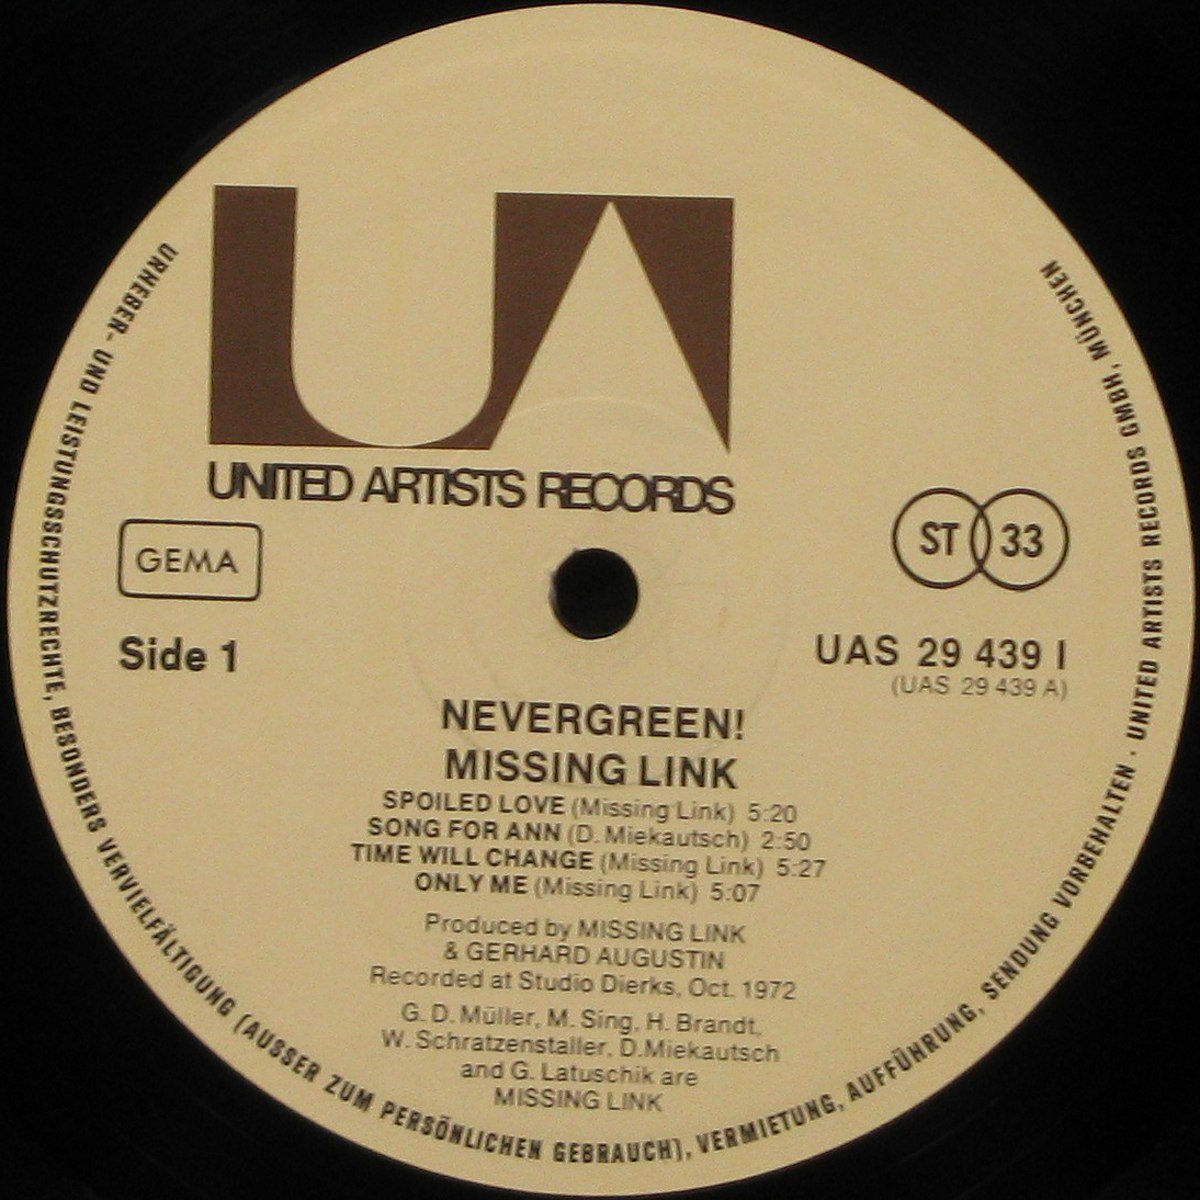 UA
UNITED ARTISTS RECORDS
GEMA
ST 33
Side 1
UAS 29 439 I
(UAS 29 439 A)
NEVERGREEN!
MISSING LINK
SPOILED LOVE (Missing Link) 5:20
SONG FOR ANN (D. Miekautsch) 2:50
TIME WILL CHANGE (Missing Link) 5:27
ONLY ME (Missing Link) 5:07
Produced by MISSING LINK
& GERHARD AUGUSTIN
Recorded at Studio Dierks, Oct. 1972
G. D. Müller, M. Sing, H. Brandt,
W. Schratzenstaller, D.Miekautsch
and G. Latuschik are
MISSING LINK
URHEBER- UND LEISTUNGSSCHUTZRECHTE, BESONDERS VERVIELFÄLTIGUNG (AUSSER ZUM PERSÖNLICHEN GEBRAUCH), VERMIETUNG, AUFFÜHRUNG, SENDUNG VORBEHALTEN · UNITED ARTISTS RECORDS GMBH, MÜNCHEN